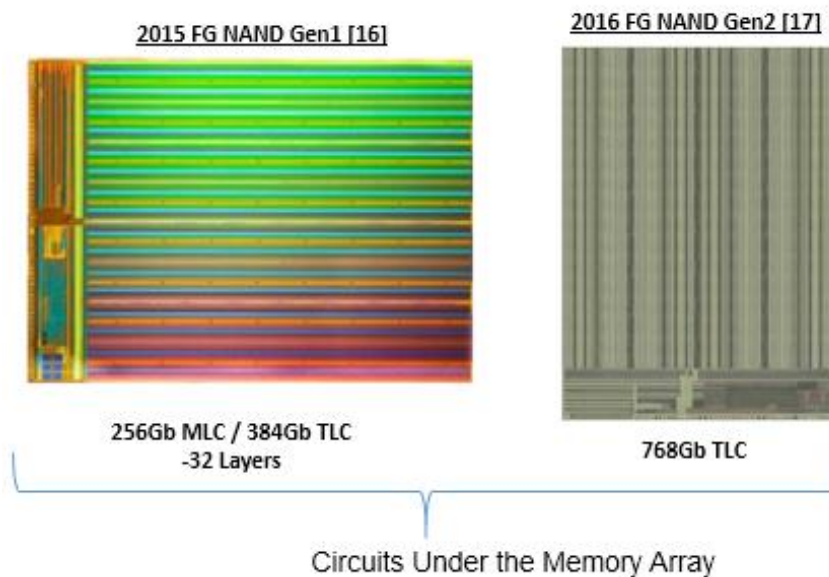 2015 FG NAND Gen1 [16]
2016 FG NAND Gen2 [17]
256Gb MLC / 384Gb TLC
-32 Layers
768Gb TLC
Circuits Under the Memory Array